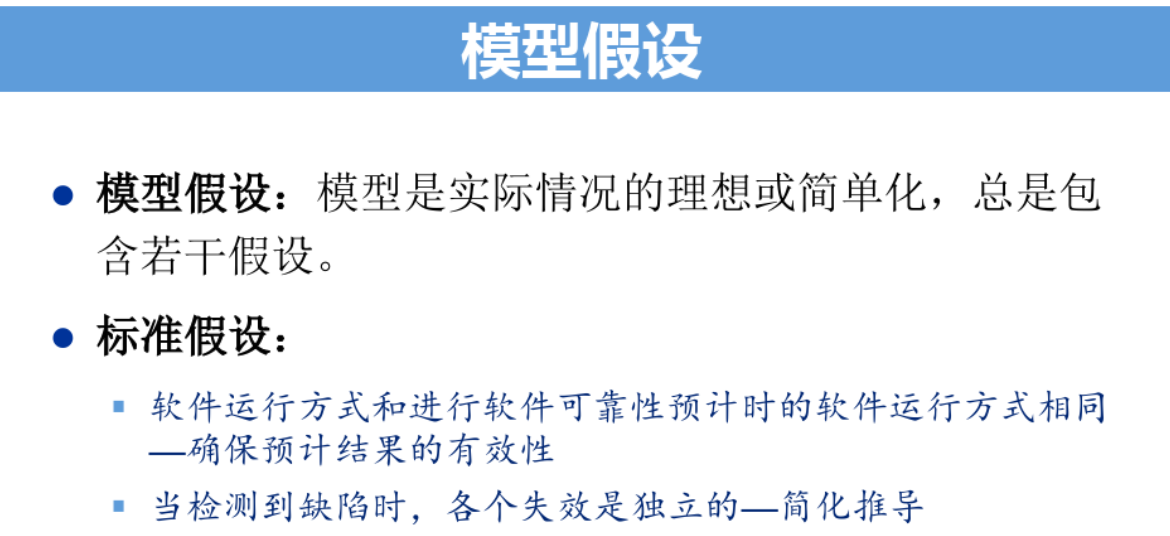 模型假设
模型假设：模型是实际情况的理想或简单化，总是包
含若干假设。
标准假设：
软件运行方式和进行软件可靠性预计时的软件运行方式相同
—确保预计结果的有效性
当检测到缺陷时，各个失效是独立的—简化推导